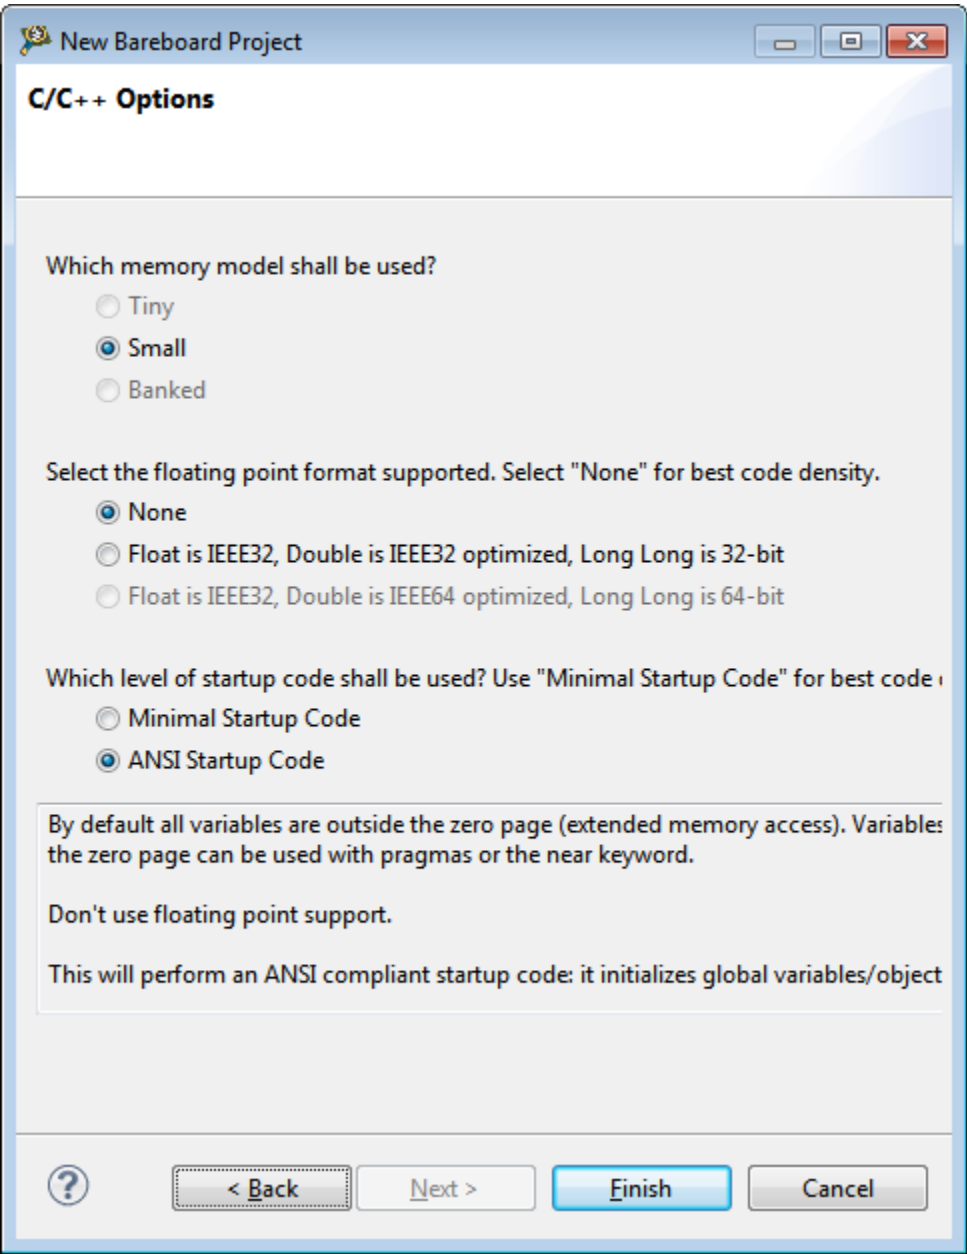 New Bareboard Project
C/C++ Options
Which memory model shall be used?
Tiny
Small
Banked
Select the floating point format supported. Select "None" for best code density.
None
Float is IEEE32, Double is IEEE32 optimized, Long Long is 32-bit
Float is IEEE32, Double is IEEE64 optimized, Long Long is 64-bit
Which level of startup code shall be used? Use "Minimal Startup Code" for best code
Minimal Startup Code
ANSI Startup Code
By default all variables are outside the zero page (extended memory access). Variables
the zero page can be used with pragmas or the near keyword.
Don't use floating point support.
This will perform an ANSI compliant startup code: it initializes global variables/object
?
< Back
Next >
Finish
Cancel